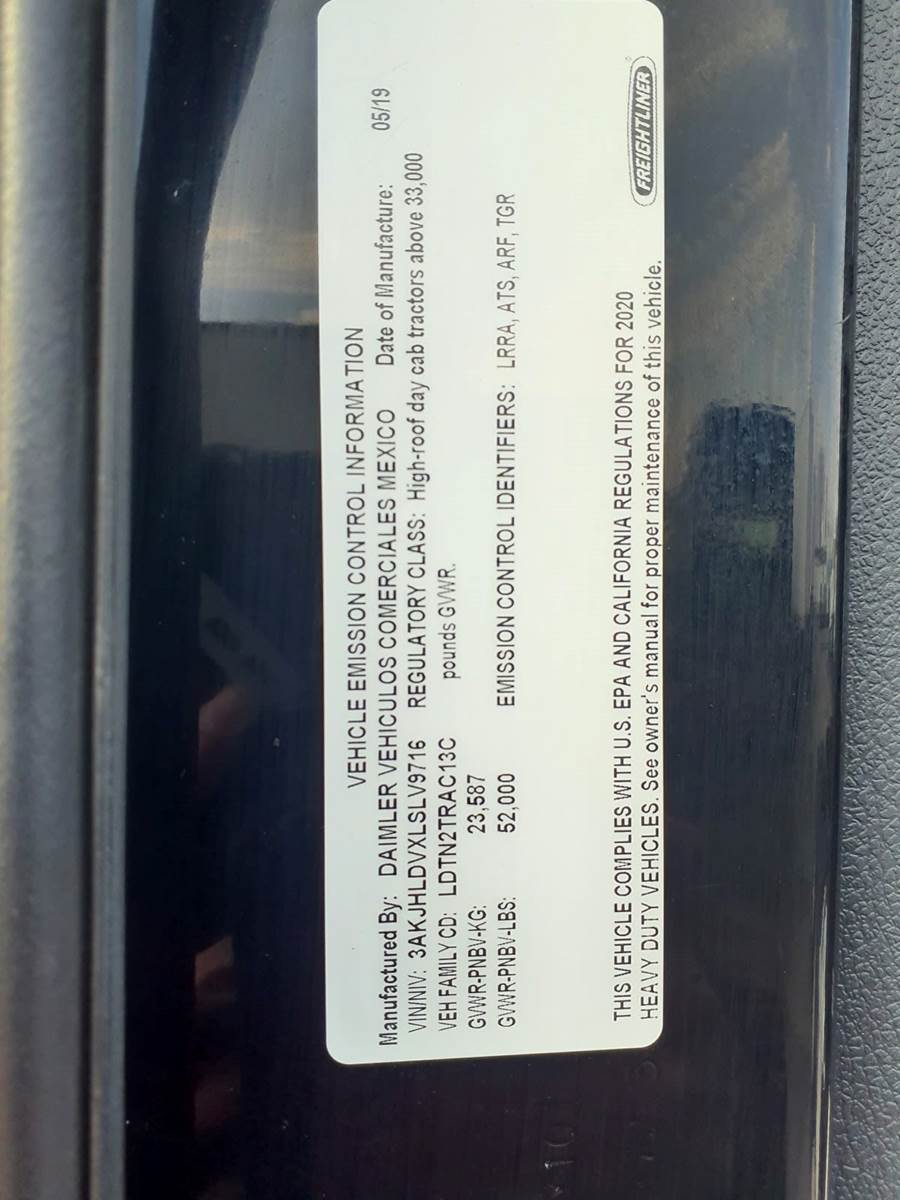 VEHICLE EMISSION CONTROL INFORMATION
Manufactured By: DAIMLER VEHICULOS COMERCIALES MEXICO Date of Manufacture: 05/19
VIN/NIV: 3AKJHLDVXLSLV9716 REGULATORY CLASS: High-roof day cab tractors above 33,000
VEH FAMILY CD: LDTN2TRAC13C pounds GVWR.
GVWR-PNBV-KG: 23,587
GVWR-PNBV-LBS: 52,000 EMISSION CONTROL IDENTIFIERS: LRRA, ATS, ARF, TGR
THIS VEHICLE COMPLIES WITH U.S. EPA AND CALIFORNIA REGULATIONS FOR 2020
HEAVY DUTY VEHICLES. See owner's manual for proper maintenance of this vehicle.
FREIGHTLINER